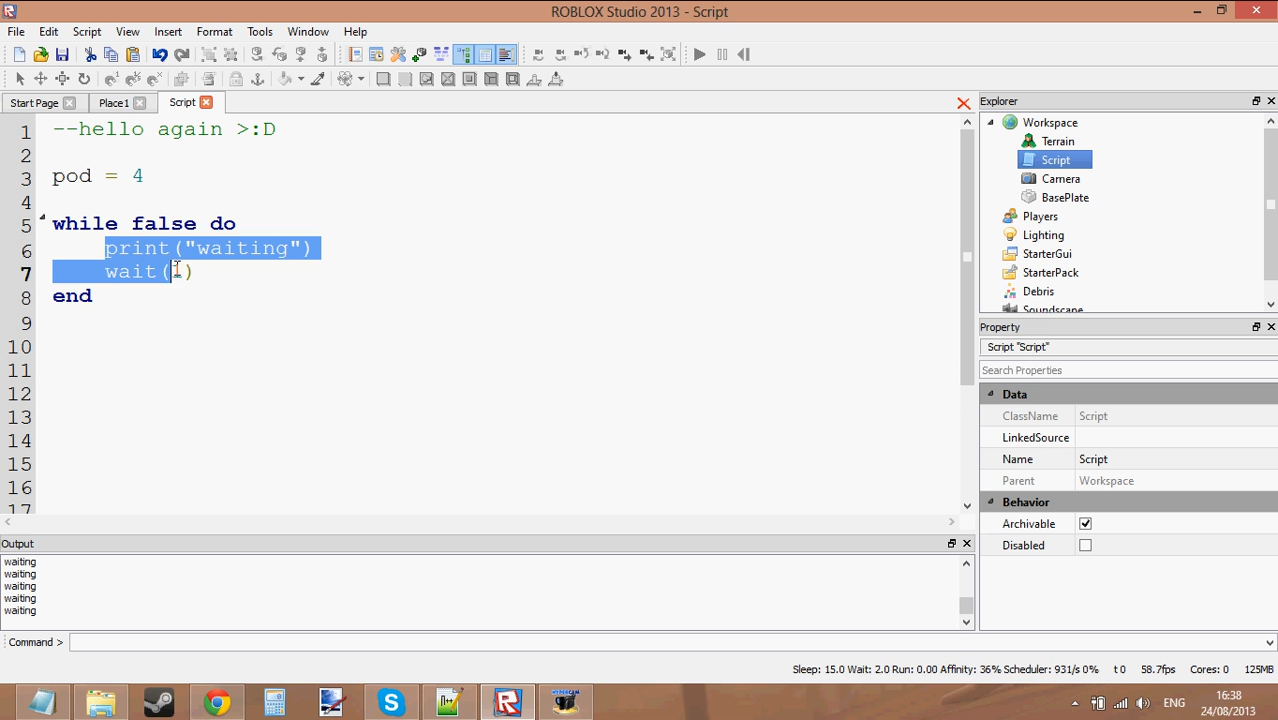 ROBLOX Studio 2013 - Script
File Edit Script View Insert Format Tools Window Help
Start Page Place1 Script
1 --hello again >:D
2
3 pod = 4
4
5 while false do
6 print("waiting")
7 wait( )
8 end
9
10
11
12
13
14
15
16
17
Explorer
Workspace
Terrain
Script
Camera
BasePlate
Players
Lighting
StarterGui
StarterPack
Debris
Soundscape
Property
Script "Script"
Search Properties
Data
ClassName Script
LinkedSource
Name Script
Parent Workspace
Behavior
Archivable
Disabled
Output
waiting
waiting
waiting
waiting
waiting
Command >
Sleep: 15.0 Wait: 2.0 Run: 0.00 Affinity: 36% Scheduler: 931/s 0% t 0 58.7fps Cores: 0 125MB
ENG
16:38
24/08/2013